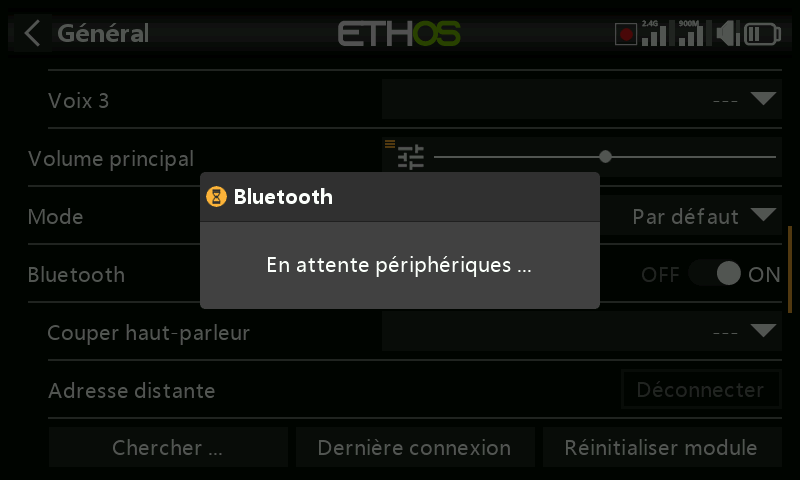 Général
ETHOS
2.4G
900M
Voix 3
---
Volume principal
Bluetooth
Mode
Par défaut
En attente périphériques ...
Bluetooth
OFF
ON
Couper haut-parleur
---
Adresse distante
Déconnecter
Chercher ...
Dernière connexion
Réinitialiser module